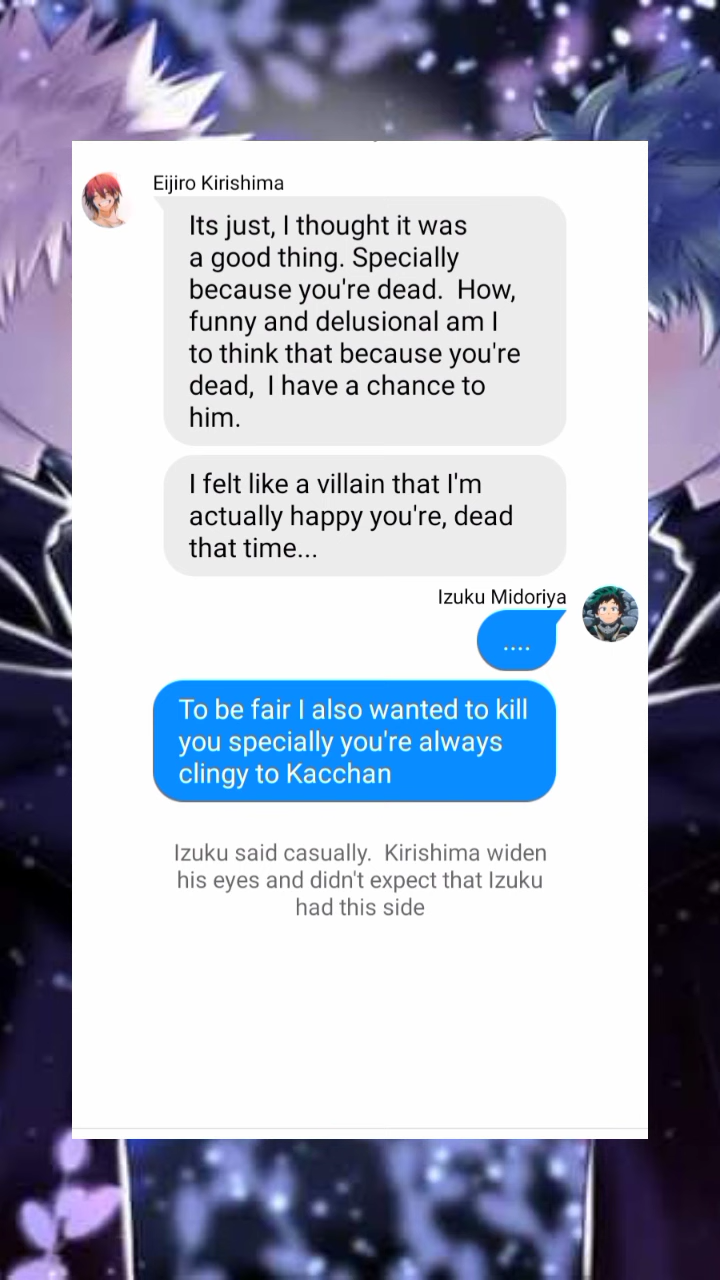 Eijiro Kirishima
Its just, I thought it was
a good thing. Specially
because you're dead.  How,
funny and delusional am I
to think that because you're
dead,  I have a chance to
him.
I felt like a villain that I'm
actually happy you're, dead
that time...
Izuku Midoriya
....
To be fair I also wanted to kill
you specially you're always
clingy to Kacchan
Izuku said casually.  Kirishima widen
his eyes and didn't expect that Izuku
had this side